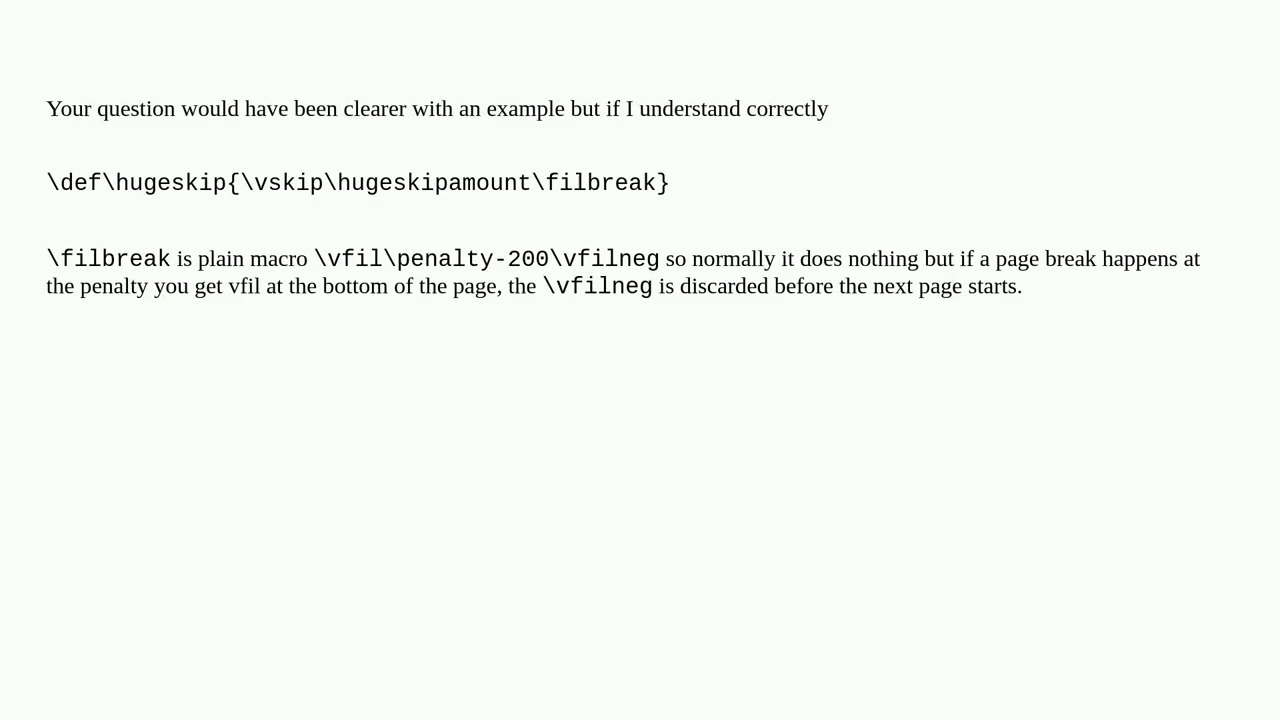 Your question would have been clearer with an example but if I understand correctly
\def\hugeskip{\vskip\hugeskipamount\filbreak}
\filbreak is plain macro \vfil\penalty-200\vfilneg so normally it does nothing but if a page break happens at
the penalty you get vfil at the bottom of the page, the \vfilneg is discarded before the next page starts.